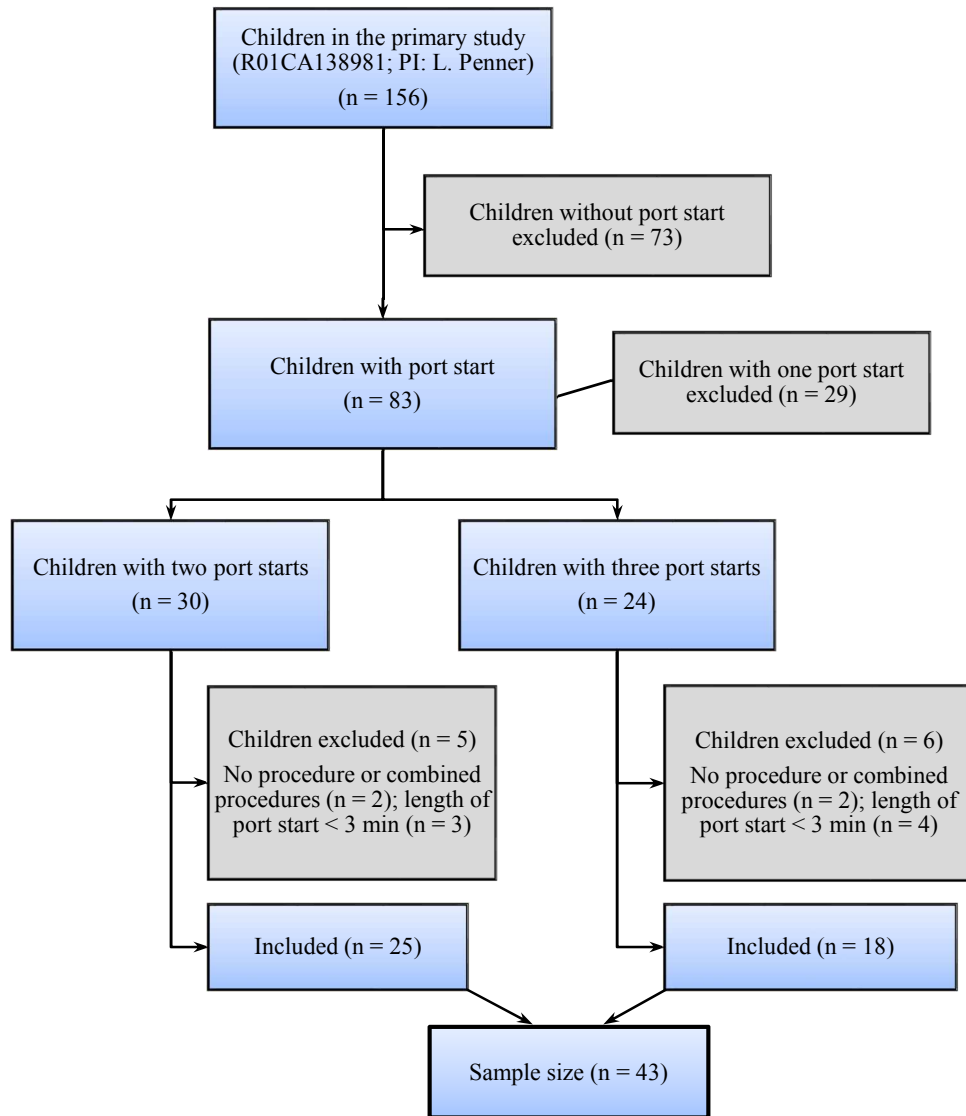 Children in the primary study
(R01CA138981; PI: L. Penner)
(n = 156)
Children without port start
excluded (n = 73)
Children with port start
(n = 83)
Children with one port start
excluded (n = 29)
Children with two port starts
(n = 30)
Children with three port starts
(n = 24)
Children excluded (n = 5)
No procedure or combined
procedures (n = 2); length of
port start < 3 min (n = 3)
Children excluded (n = 6)
No procedure or combined
procedures (n = 2); length of
port start < 3 min (n = 4)
Included (n = 25)
Included (n = 18)
Sample size (n = 43)